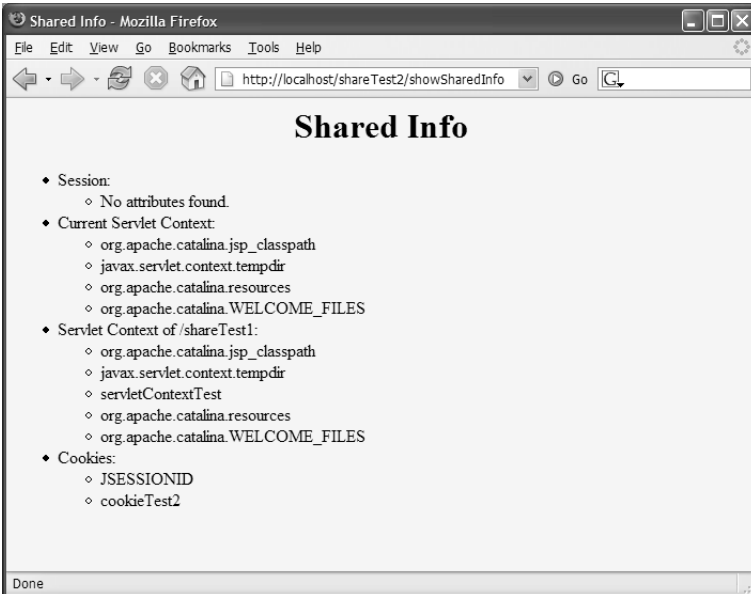 Shared Info - Mozilla Firefox
File Edit View Go Bookmarks Tools Help
http://localhost/shareTest2/showSharedInfo Go G
Shared Info
Session:
No attributes found.
Current Servlet Context:
org.apache.catalina.jsp_classpath
javax.servlet.context.tempdir
org.apache.catalina.resources
org.apache.catalina.WELCOME_FILES
Servlet Context of /shareTest1:
org.apache.catalina.jsp_classpath
javax.servlet.context.tempdir
servletContextTest
org.apache.catalina.resources
org.apache.catalina.WELCOME_FILES
Cookies:
JSESSIONID
cookieTest2
Done